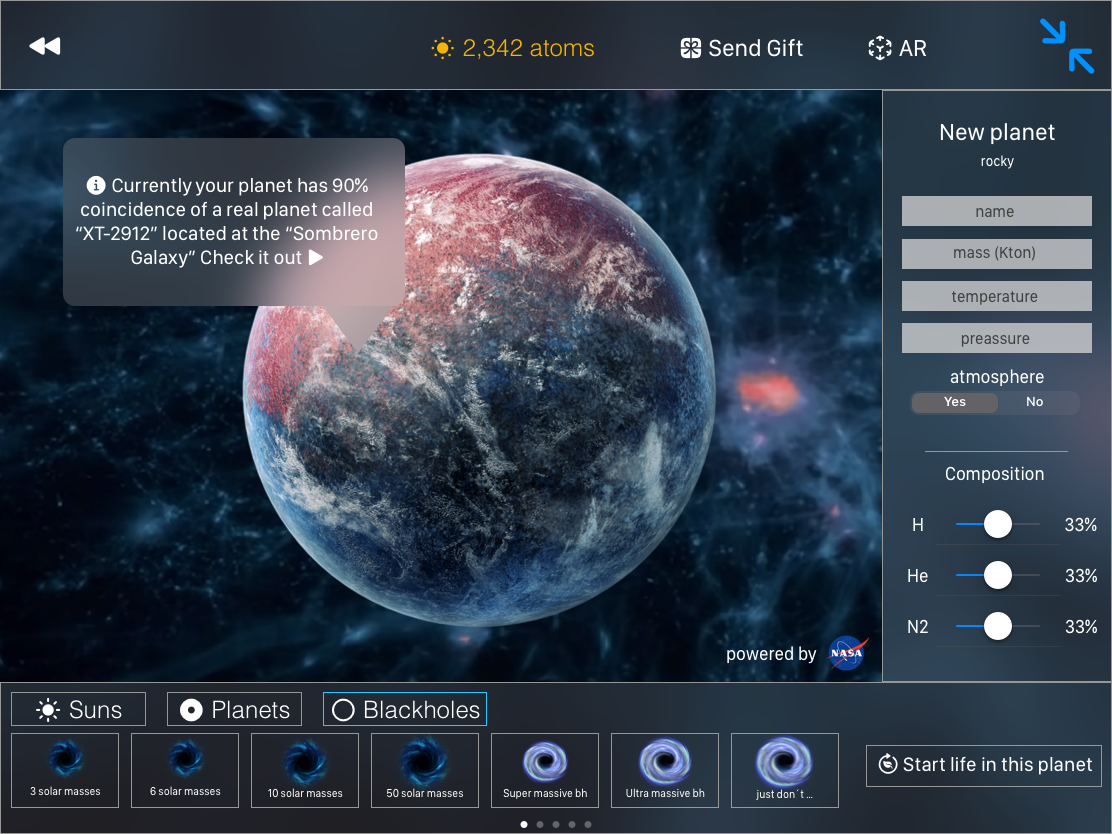 2,342 atoms
Send Gift
AR
Currently your planet has 90%
coincidence of a real planet called
“XT-2912” located at the “Sombrero
Galaxy” Check it out
New planet
rocky
name
mass (Kton)
temperature
preassure
atmosphere
Yes No
Composition
H 33%
He 33%
N2 33%
powered by NASA
Suns
Planets
Blackholes
3 solar masses
6 solar masses
10 solar masses
50 solar masses
Super massive bh
Ultra massive bh
just don´t ...
Start life in this planet